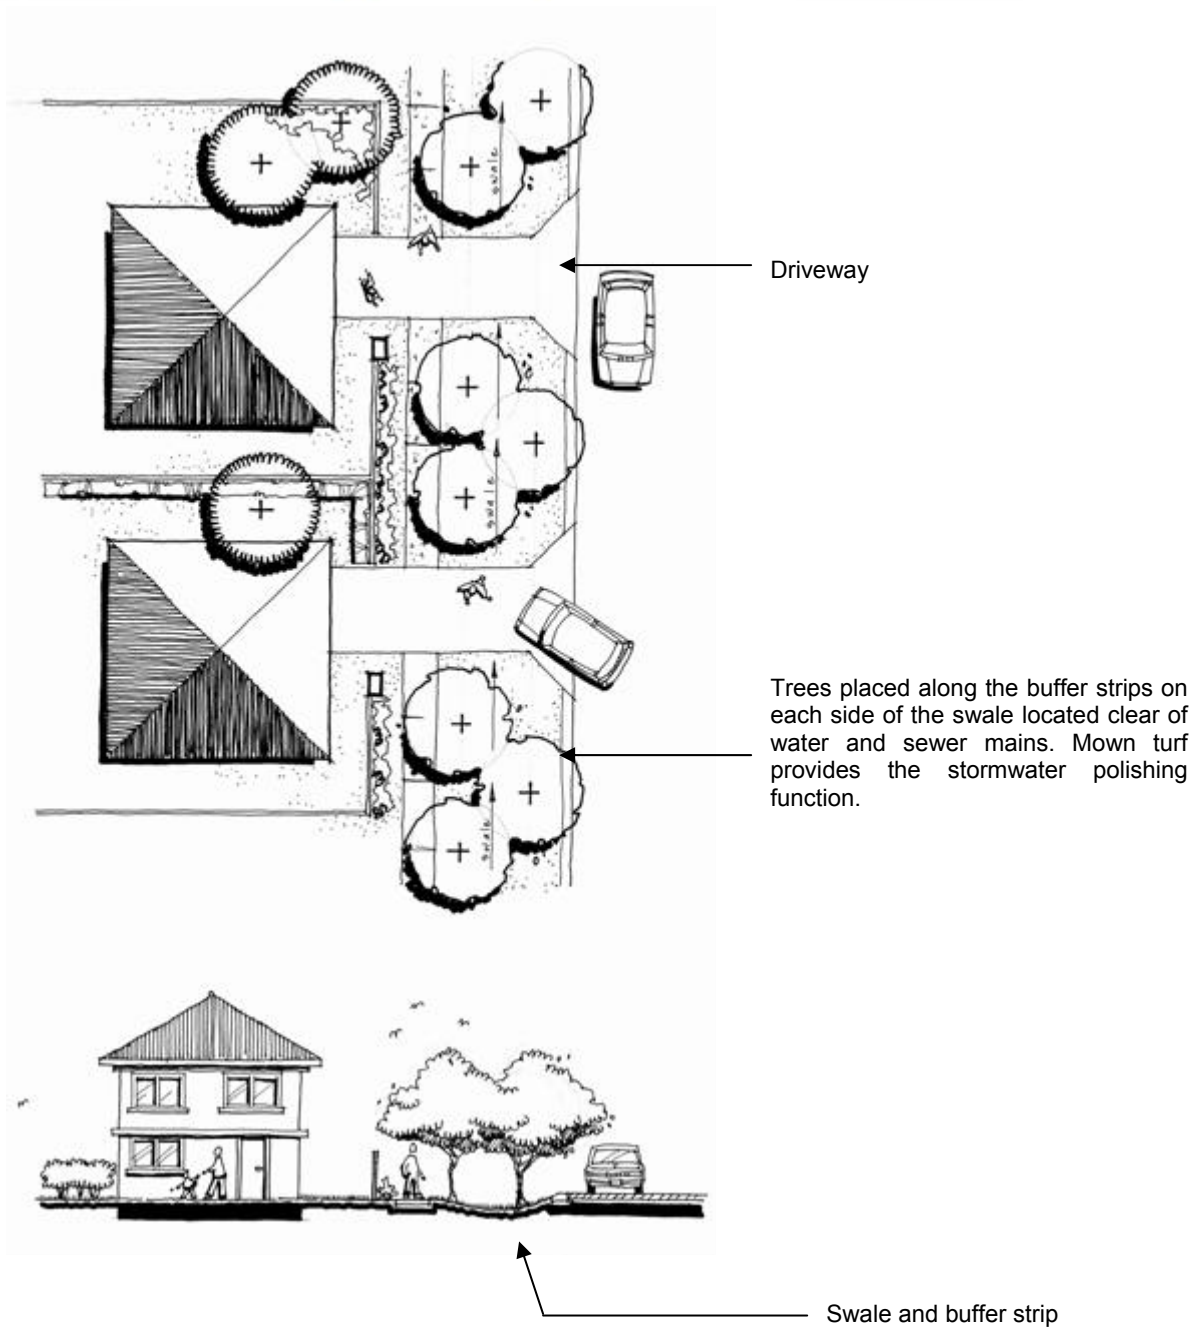 swale
Driveway
swale
Trees placed along the buffer strips on
each side of the swale located clear of
water and sewer mains. Mown turf
provides the stormwater polishing
function.
swale
Swale and buffer strip